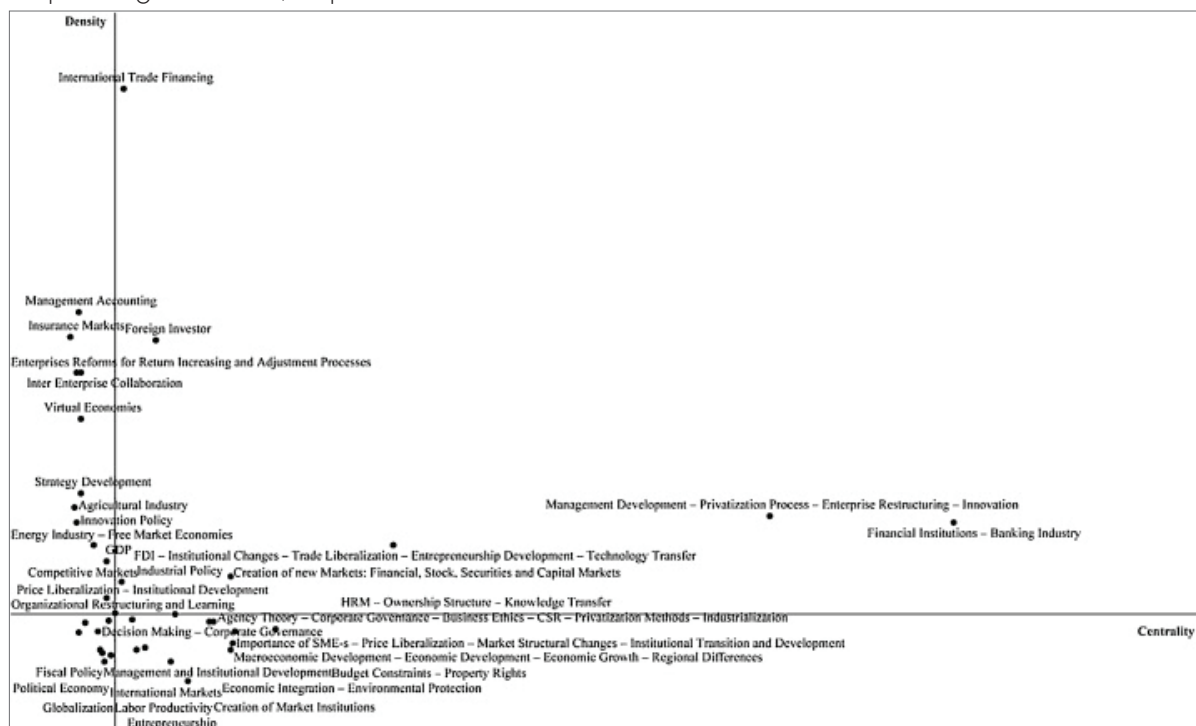 Density
International Trade Financing
Management Accounting
Insurance Markets
Foreign Investor
Enterprises Reforms for Return Increasing and Adjustment Processes
Inter Enterprise Collaboration
Virtual Economies
Strategy Development
Agricultural Industry
Management Development – Privatization Process – Enterprise Restructuring – Innovation
Innovation Policy
Energy Industry – Free Market Economies
Financial Institutions – Banking Industry
GDP
FDI – Institutional Changes – Trade Liberalization – Entrepreneurship Development – Technology Transfer
Competitive Markets
Industrial Policy
Creation of new Markets: Financial, Stock, Securities and Capital Markets
Price Liberalization – Institutional Development
Organizational Restructuring and Learning
HRM – Ownership Structure – Knowledge Transfer
Agency Theory – Corporate Governance – Business Ethics – CSR – Privatization Methods – Industrialization
Decision Making – Corporate Governance
Centrality
Importance of SME-s – Price Liberalization – Market Structural Changes – Institutional Transition and Development
Macroeconomic Development – Economic Development – Economic Growth – Regional Differences
Fiscal Policy
Management and Institutional Development
Budget Constraints – Property Rights
Political Economy
International Markets
Economic Integration – Environmental Protection
Globalization
Labor Productivity
Creation of Market Institutions
Entrepreneurship